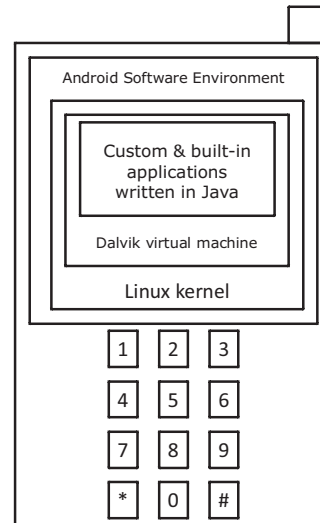 Android Software Environment
Custom & built-in
applications
written in Java
Dalvik virtual machine
Linux kernel
1 2 3
4 5 6
7 8 9
* 0 #